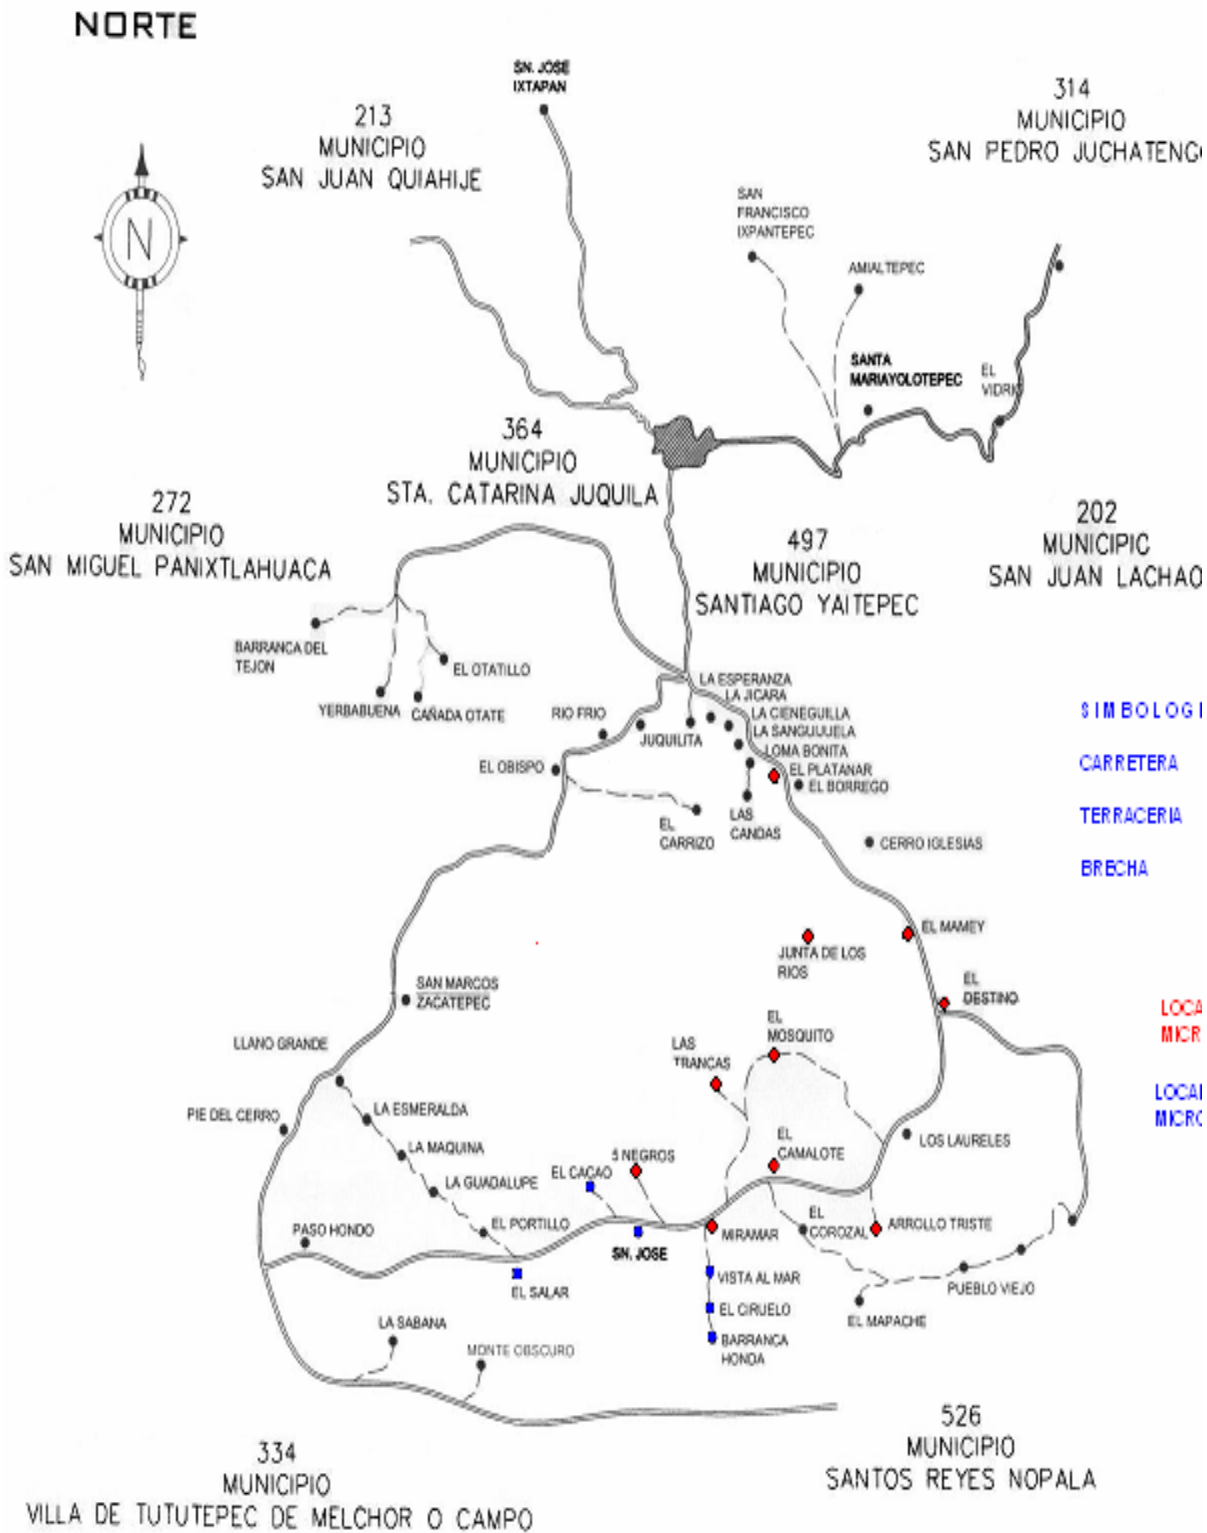 NORTE
SN. JOSE
IXTAPAN
213
MUNICIPIO
SAN JUAN QUIAHIJE
314
MUNICIPIO
SAN PEDRO JUCHATENG
N
SAN
FRANCISCO
IXPANTEPEC
AMIALTEPEC
SANTA
MARIAYOLOTEPEC
EL
VIDRI
364
MUNICIPIO
STA. CATARINA JUQUILA
272
MUNICIPIO
SAN MIGUEL PANIXTLAHUACA
497
MUNICIPIO
SANTIAGO YAITEPEC
202
MUNICIPIC
SAN JUAN LACHAO
BARRANCA DEL
TEJON
EL OTATILLO
YERBABUENA
CAÑADA OTATE
LA ESPERANZA
LA JICARA
LA CIENEGUILLA
LA SANGUIJUELA
LOMA BONITA
EL PLATANAR
EL BORREGO
RIO FRIO
JUQUILITA
EL OBISPO
EL
CARRIZO
LAS
CANDAS
CERRO IGLESIAS
SIMBOLOGI
CARRETERA
TERRACERIA
BRECHA
EL MAMEY
JUNTA DE LOS
RIOS
EL
DESTINO
SAN MARCOS
ZACATEPEC
EL
MOSQUITO
LAS
TRANCAS
LOCA
MICR
LLANO GRANDE
LOCAL
MICRO
PIE DEL CERRO
LA ESMERALDA
LA MAQUINA
LA GUADALUPE
EL PORTILLO
PASO HONDO
EL CACAO
5 NEGROS
EL
CAMALOTE
LOS LAURELES
SN. JOSE
MIRAMAR
EL
COROZAL
ARROLLO TRISTE
EL SALAR
VISTA AL MAR
EL CIRUELO
BARRANCA
HONDA
PUEBLO VIEJO
EL MAPACHE
LA SABANA
MONTE OBSCURO
526
MUNICIPIO
SANTOS REYES NOPALA
334
MUNICIPIO
VILLA DE TUTUTEPEC DE MELCHOR O CAMPO